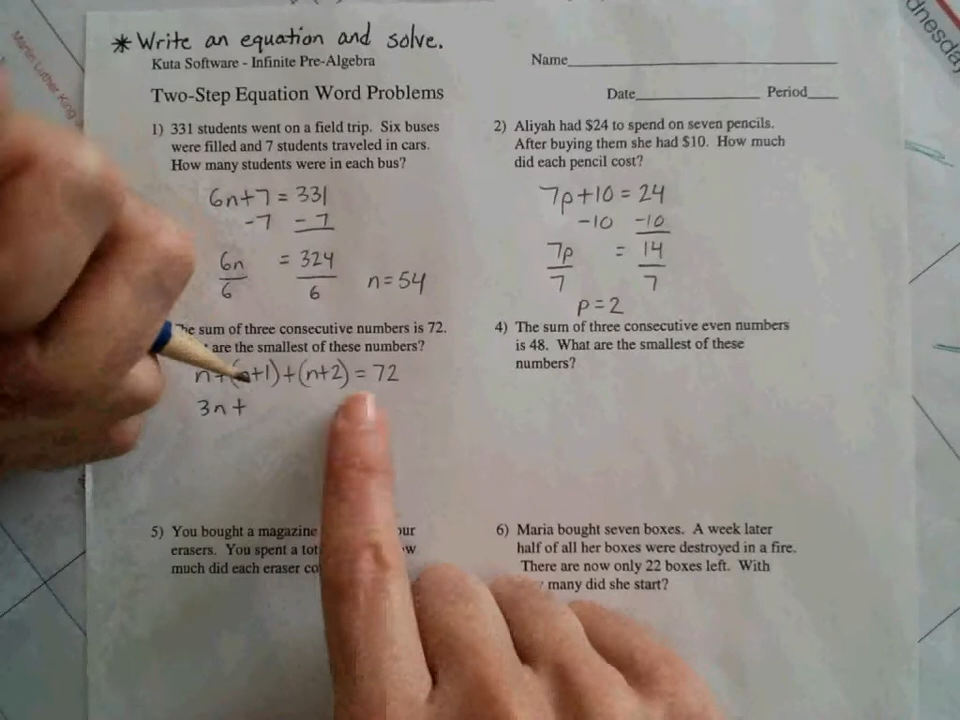 * Write an equation and solve.
Kuta Software - Infinite Pre-Algebra
Name
Two-Step Equation Word Problems
Date Period
1) 331 students went on a field trip. Six buses
were filled and 7 students traveled in cars.
How many students were in each bus?
6n+7 = 331
-7 -7
6n = 324
6 6
n=54
2) Aliyah had $24 to spend on seven pencils.
After buying them she had $10. How much
did each pencil cost?
7p+10 = 24
-10 -10
7p = 14
7 7
p=2
sum of three consecutive numbers is 72.
are the smallest of these numbers?
+1)+(n+2) = 72
3n +
4) The sum of three consecutive even numbers
is 48. What are the smallest of these
numbers?
5) You bought a magazine
erasers. You spent a
much did each eraser
6) Maria bought seven boxes. A week later
half of all her boxes were destroyed in a fire.
There are now only 22 boxes left. With
many did she start?
Martin Luther King